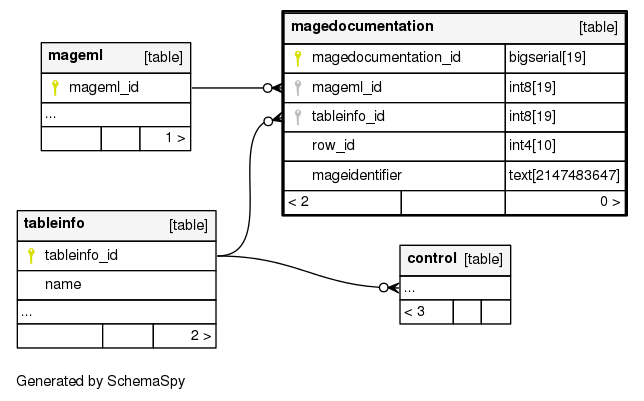 mageml [table]
mageml_id
...
1 >
magedocumentation [table]
magedocumentation_id bigserial[19]
mageml_id int8[19]
tableinfo_id int8[19]
row_id int4[10]
mageidentifier text[2147483647]
< 2 0 >
tableinfo [table]
tableinfo_id
name
...
2 >
control [table]
...
< 3
Generated by SchemaSpy